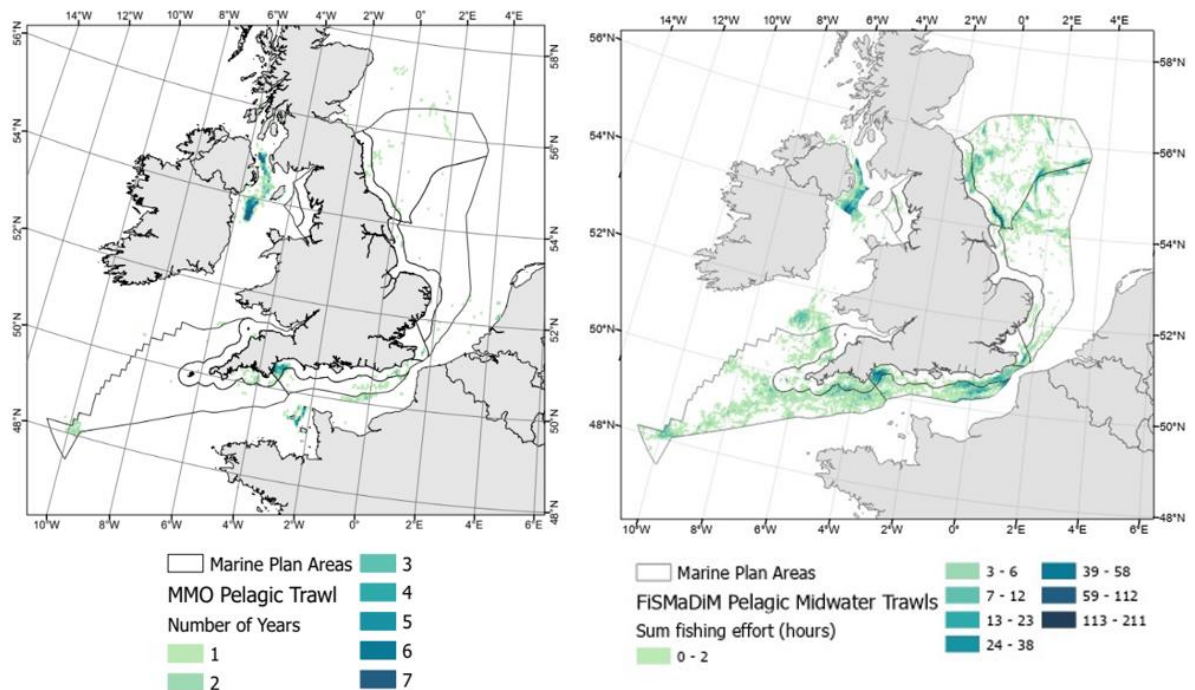 14°W 12°W 10°W 8°W 6°W 4°W 2°W 0° 2°E 4°E
56°N
54°N
52°N
50°N
48°N
58°N
56°N
54°N
52°N
50°N
48°N
10°W 8°W 6°W 4°W 2°W 0° 2°E 4°E 6°E
Marine Plan Areas
MMO Pelagic Trawl
Number of Years
1
2
3
4
5
6
7
14°W 12°W 10°W 8°W 6°W 4°W 2°W 0° 2°E 4°E
56°N
54°N
52°N
50°N
48°N
58°N
56°N
54°N
52°N
50°N
48°N
10°W 8°W 6°W 4°W 2°W 0° 2°E 4°E 6°E
Marine Plan Areas
FiSMaDiM Pelagic Midwater Trawls
Sum fishing effort (hours)
0 - 2
3 - 6
7 - 12
13 - 23
24 - 38
39 - 58
59 - 112
113 - 211